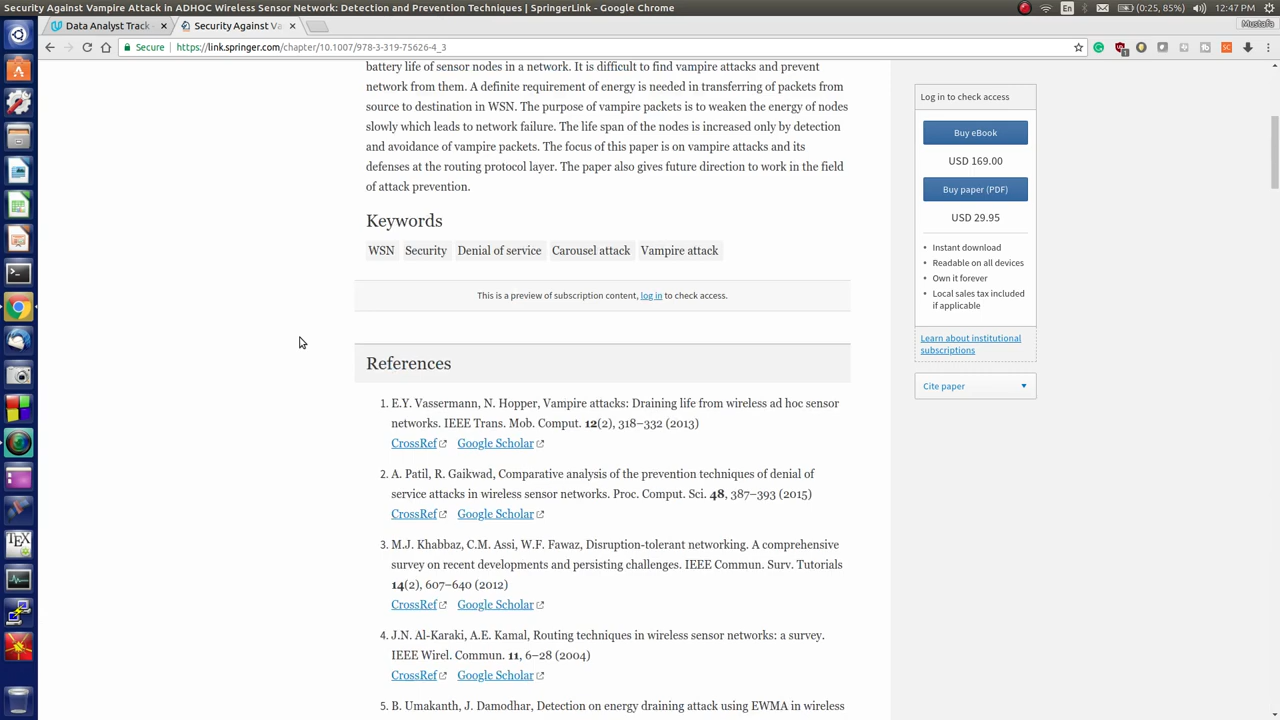 Security Against Vampire Attack in ADHOC Wireless Sensor Network: Detection and Prevention Techniques | SpringerLink - Google Chrome
En
(0:25, 85%)
12:47 PM
Data Analyst Track
Security Against Va
Mustafa
Secure
https://link.springer.com/chapter/10.1007/978-3-319-75626-4_3
battery life of sensor nodes in a network. It is difficult to find vampire attacks and prevent
network from them. A definite requirement of energy is needed in transferring of packets from
source to destination in WSN. The purpose of vampire packets is to weaken the energy of nodes
slowly which leads to network failure. The life span of the nodes is increased only by detection
and avoidance of vampire packets. The focus of this paper is on vampire attacks and its
defenses at the routing protocol layer. The paper also gives future direction to work in the field
of attack prevention.
Keywords
WSN Security Denial of service Carousel attack Vampire attack
This is a preview of subscription content, log in to check access.
References
1. E.Y. Vassermann, N. Hopper, Vampire attacks: Draining life from wireless ad hoc sensor
networks. IEEE Trans. Mob. Comput. 12(2), 318–332 (2013)
CrossRef Google Scholar
2. A. Patil, R. Gaikwad, Comparative analysis of the prevention techniques of denial of
service attacks in wireless sensor networks. Proc. Comput. Sci. 48, 387–393 (2015)
CrossRef Google Scholar
3. M.J. Khabbaz, C.M. Assi, W.F. Fawaz, Disruption-tolerant networking. A comprehensive
survey on recent developments and persisting challenges. IEEE Commun. Surv. Tutorials
14(2), 607–640 (2012)
CrossRef Google Scholar
4. J.N. Al-Karaki, A.E. Kamal, Routing techniques in wireless sensor networks: a survey.
IEEE Wirel. Commun. 11, 6–28 (2004)
CrossRef Google Scholar
5. B. Umakanth, J. Damodhar, Detection on energy draining attack using EWMA in wireless
Log in to check access
Buy eBook
USD 169.00
Buy paper (PDF)
USD 29.95
• Instant download
• Readable on all devices
• Own it forever
• Local sales tax included
if applicable
Learn about institutional
subscriptions
Cite paper